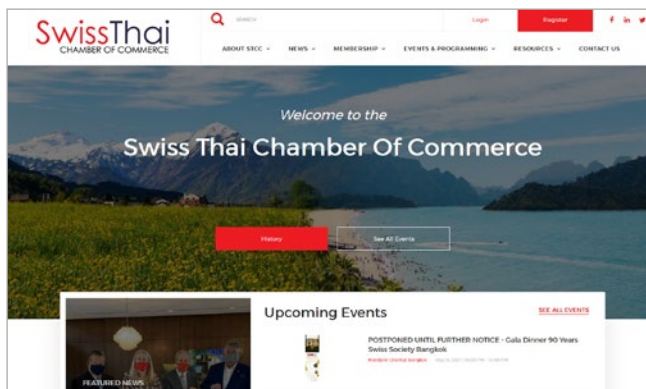 SwissThai
CHAMBER OF COMMERCE
SEARCH
Login
Register
ABOUT STCC
NEWS
MEMBERSHIP
EVENTS & PROGRAMMING
RESOURCES
CONTACT US
Welcome to the
Swiss Thai Chamber Of Commerce
History
See All Events
Upcoming Events
SEE ALL EVENTS
POSTPONED UNTIL FURTHER NOTICE - Gala Dinner 90 Years
Swiss Society Bangkok
FEATURED NEWS